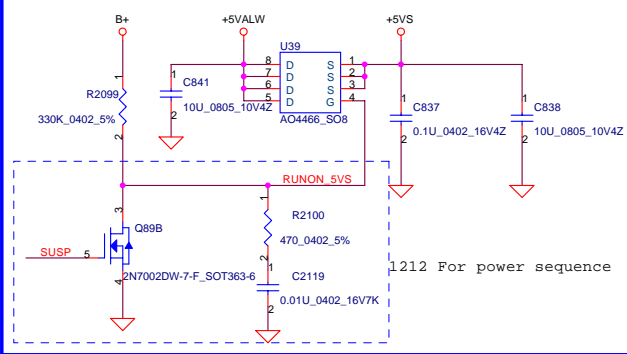 B+
+5VALW
+5VS
U39
1
R2099
330K_0402_5%
2
1
C841
10U_0805_10V4Z
2
8 D S 1
7 D S 2
6 D S 3
5 D G 4
AO4466_SO8
1
C837
0.1U_0402_16V4Z
2
1
C838
10U_0805_10V4Z
2
RUNON_5VS
3
Q89B
SUSP 5
4
2N7002DW-7-F_SOT363-6
1
R2100
470_0402_5%
2
1
C2119
0.01U_0402_16V7K
2
1212 For power sequence